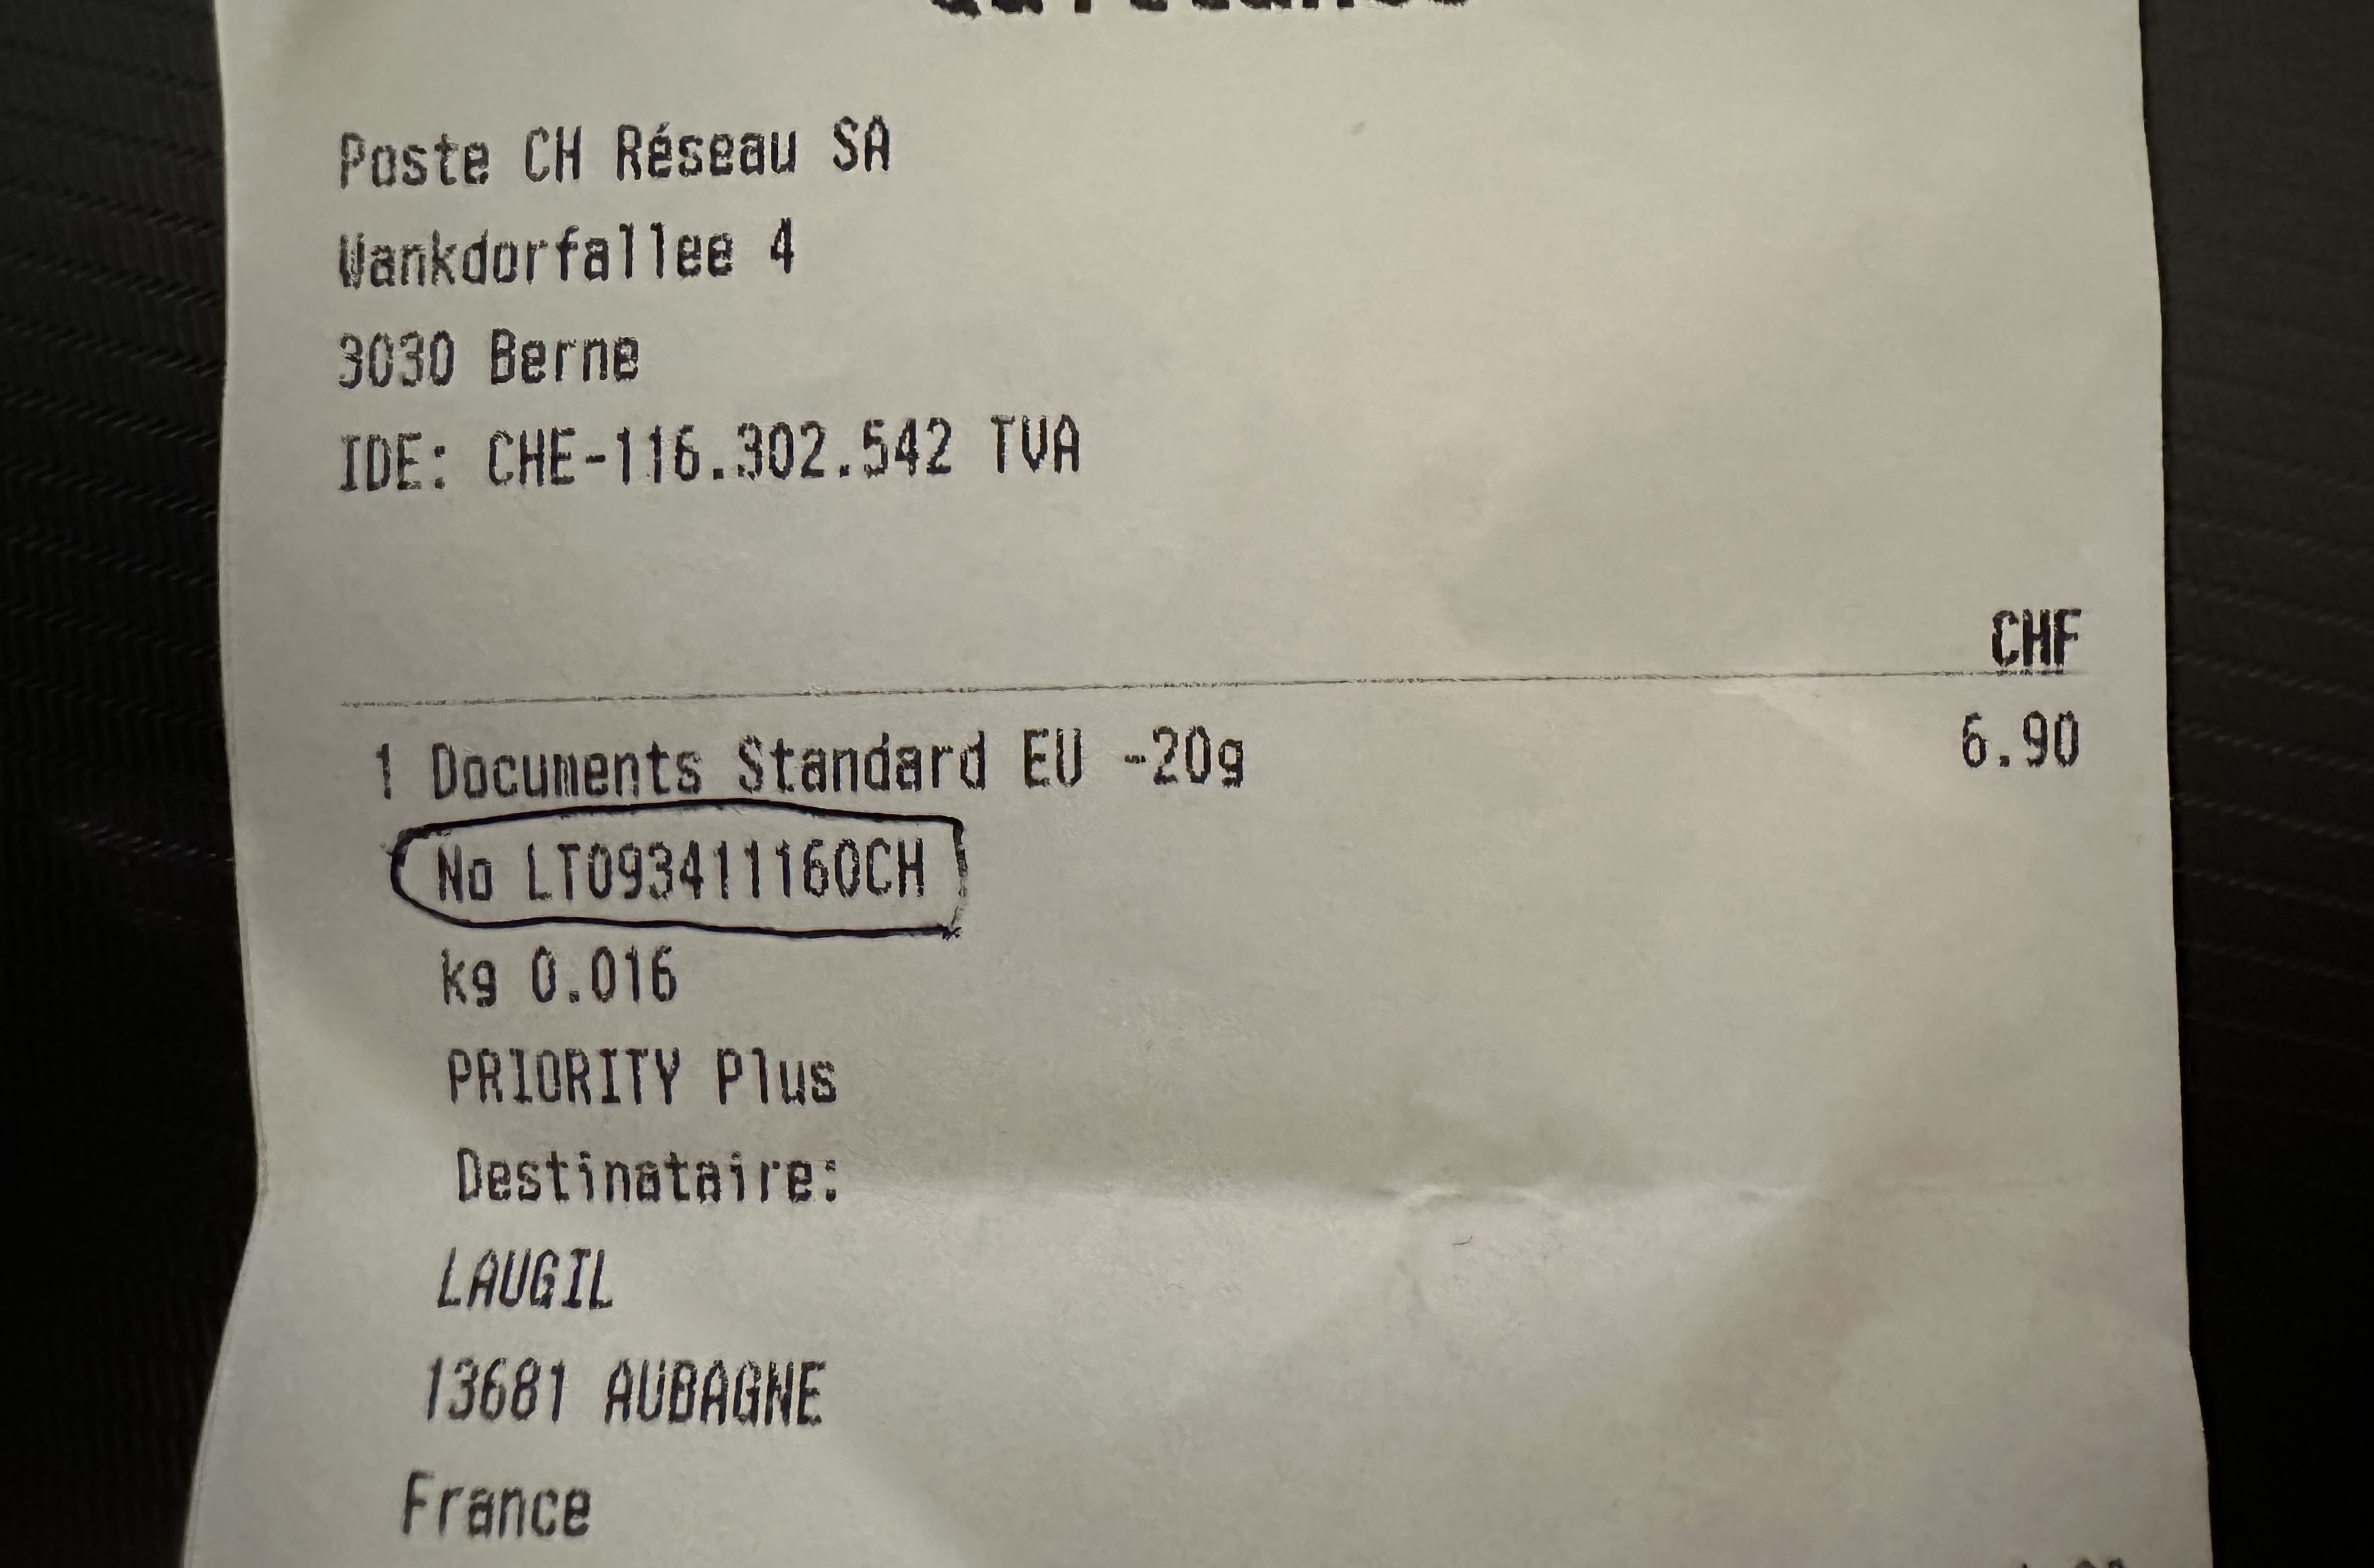 Quittance
Poste CH Réseau SA
Wankdorfallee 4
3030 Berne
IDE: CHE-116.302.542 TVA
CHF
1 Documents Standard EU -20g 6.90
No LT093411160CH
kg 0.016
PRIORITY Plus
Destinataire:
LAUGIL
13681 AUBAGNE
France